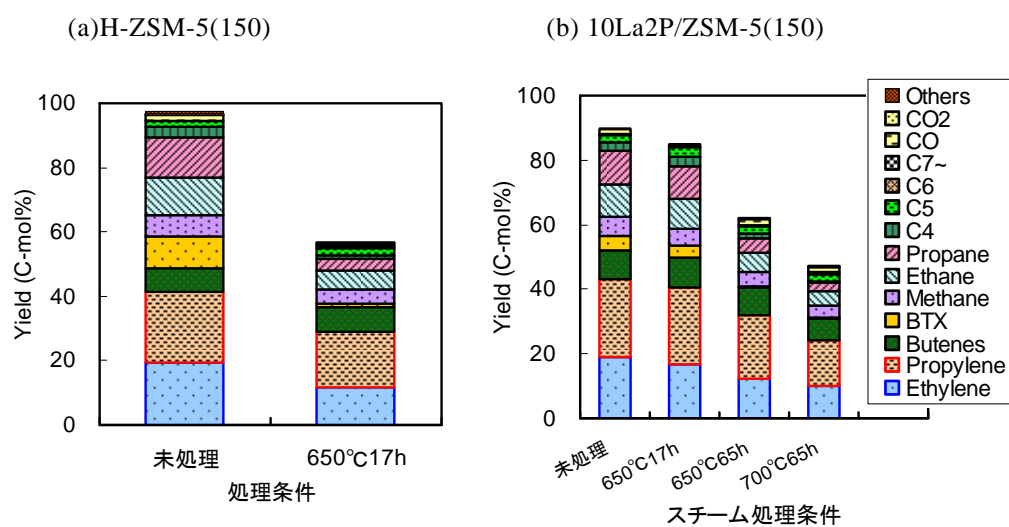 (a)H-ZSM-5(150)
(b) 10La2P/ZSM-5(150)
100
80
60
40
20
0
Yield (C-mol%)
未処理
650℃17h
処理条件
100
80
60
40
20
0
Yield (C-mol%)
未処理
650℃17h
650℃65h
700℃65h
スチーム処理条件
Others
CO2
CO
C7~
C6
C5
C4
Propane
Ethane
Methane
BTX
Butenes
Propylene
Ethylene